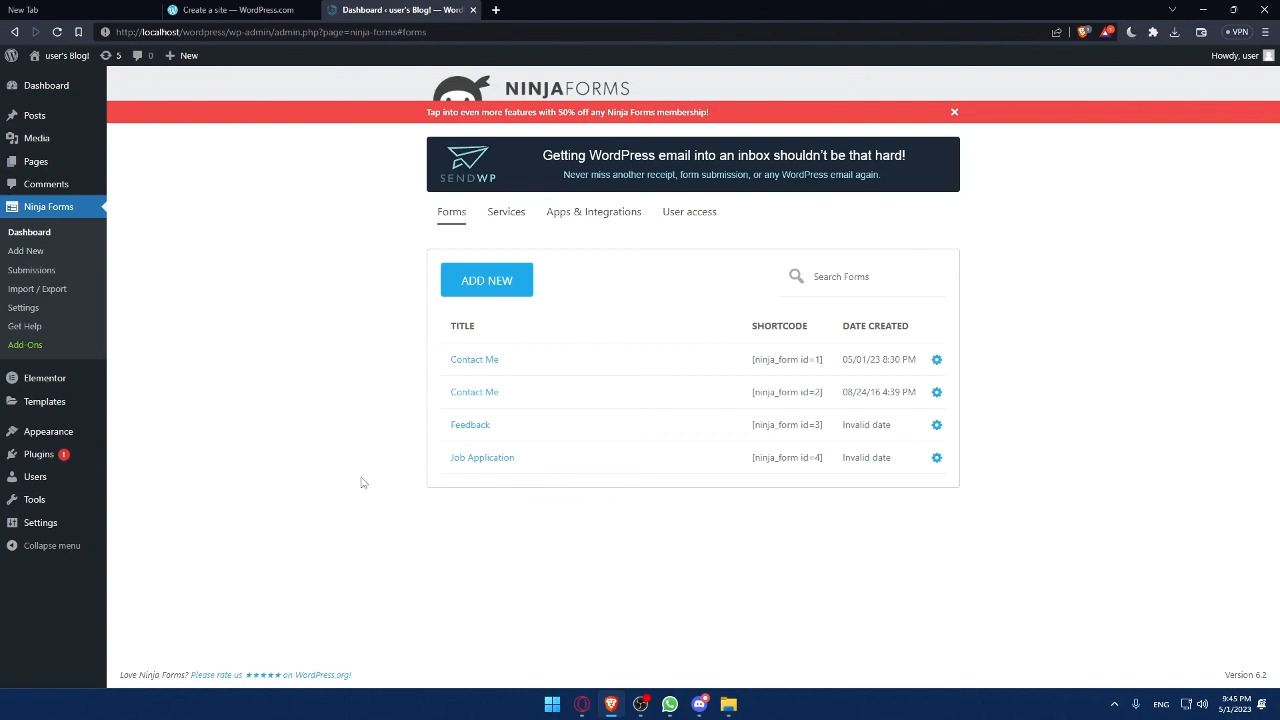 New Tab
Create a site — WordPress.com
Dashboard ‹ user's Blog! — Word
http://localhost/wordpress/wp-admin/admin.php?page=ninja-forms#forms
VPN
user's Blog!
5
0
New
Howdy, user
Dashboard
Posts
Media
Pages
Comments
Ninja Forms
Dashboard
Add New
Submissions
Import / Export
Settings
Get Help
Add-Ons
Elementor
Templates
Appearance
Plugins 1
Users
Tools
Settings
Collapse menu
NINJAFORMS
Tap into even more features with 50% off any Ninja Forms membership!
SENDWP
Getting WordPress email into an inbox shouldn't be that hard!
Never miss another receipt, form submission, or any WordPress email again.
Forms
Services
Apps & Integrations
User access
ADD NEW
Search Forms
TITLE SHORTCODE DATE CREATED
Contact Me [ninja_form id=1] 05/01/23 8:30 PM
Contact Me [ninja_form id=2] 08/24/16 4:39 PM
Feedback [ninja_form id=3] Invalid date
Job Application [ninja_form id=4] Invalid date
Love Ninja Forms? Please rate us ★★★★★ on WordPress.org!
Version 6.2
ENG
9:45 PM
5/1/2023